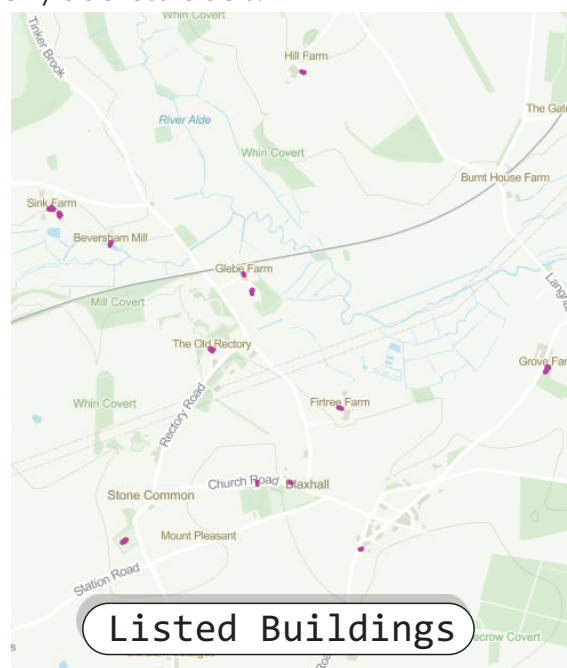 Whin Covert
Tinker Brook
Hill Farm
River Alde
The Gate
Whin Covert
Burnt House Farm
Sink Farm
Beversham Mill
Glebe Farm
Mill Covert
The Old Rectory
Grove Far
Whin Covert
Firtree Farm
Rectory Road
Church Road
Blaxhall
Stone Common
Mount Pleasant
Station Road
Listed Buildings
ecrow Covert